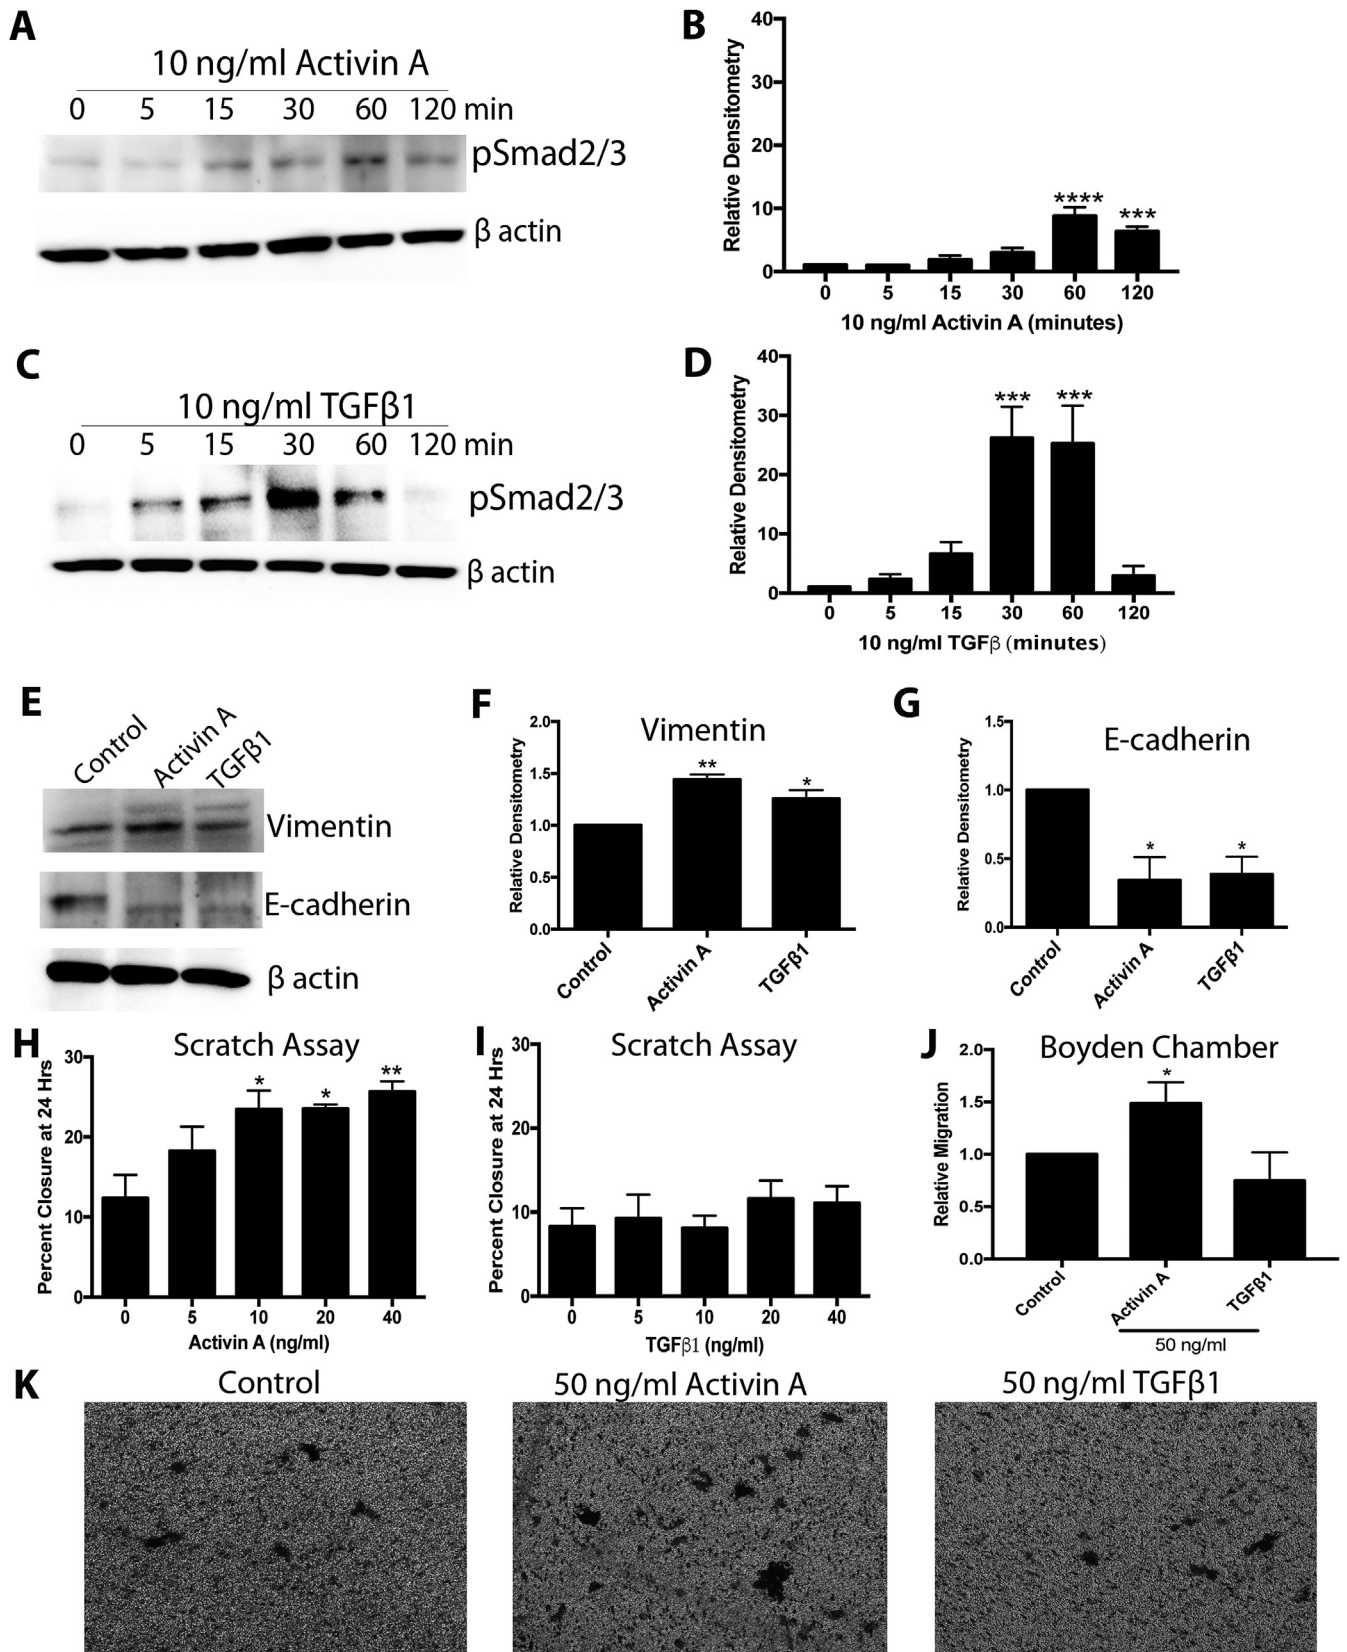 A
10 ng/ml Activin A
0 5 15 30 60 120 min
pSmad2/3
β actin
B
Relative Densitometry
40
30
20
10
0
**** ***
0 5 15 30 60 120
10 ng/ml Activin A (minutes)
C
10 ng/ml TGFβ1
0 5 15 30 60 120 min
pSmad2/3
β actin
D
Relative Densitometry
40
30
20
10
0
*** ***
0 5 15 30 60 120
10 ng/ml TGFβ (minutes)
E
Control Activin A TGFβ1
Vimentin
E-cadherin
β actin
F
Vimentin
Relative Densitometry
2.0
1.5
1.0
0.5
0.0
** *
Control Activin A TGFβ1
G
E-cadherin
Relative Densitometry
1.5
1.0
0.5
0.0
* *
Control Activin A TGFβ1
H
Scratch Assay
Percent Closure at 24 Hrs
30
20
10
0
* * **
0 5 10 20 40
Activin A (ng/ml)
I
Scratch Assay
Percent Closure at 24 Hrs
30
20
10
0
0 5 10 20 40
TGFβ1 (ng/ml)
J
Boyden Chamber
Relative Migration
2.0
1.5
1.0
0.5
0.0
*
Control Activin A TGFβ1
50 ng/ml
K
Control
50 ng/ml Activin A
50 ng/ml TGFβ1